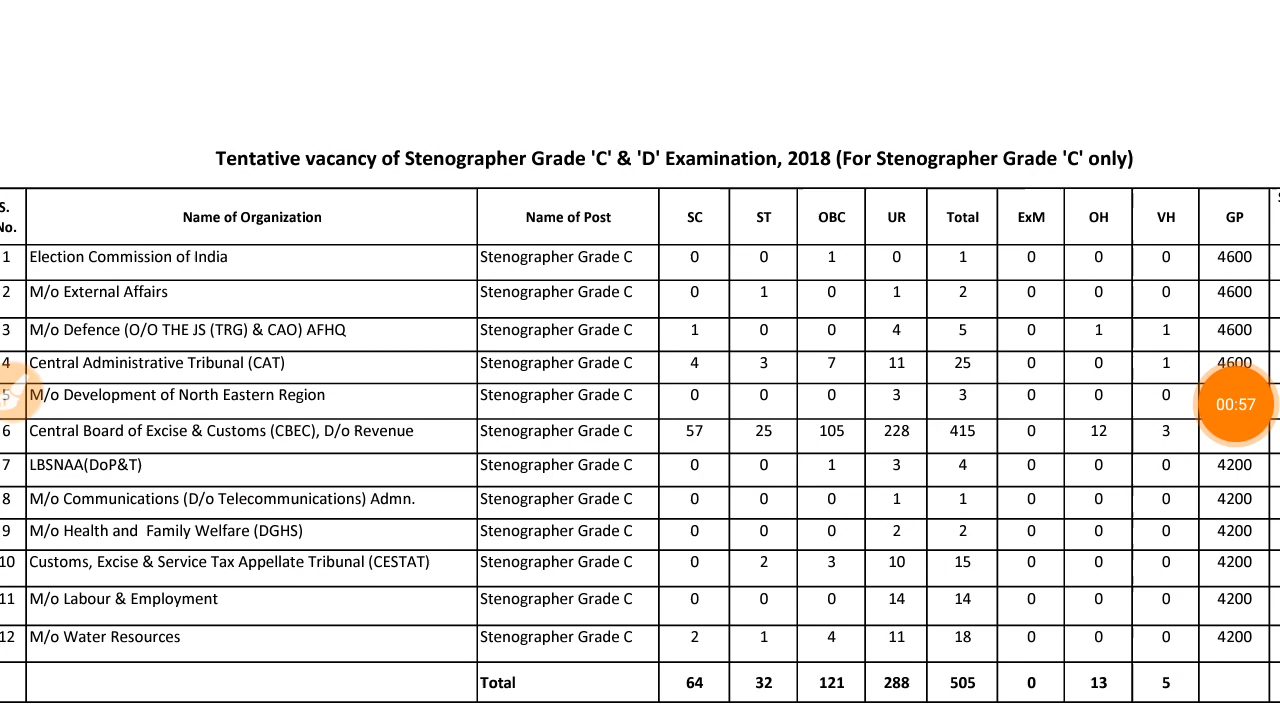 Tentative vacancy of Stenographer Grade 'C' & 'D' Examination, 2018 (For Stenographer Grade 'C' only)
S. No. Name of Organization Name of Post SC ST OBC UR Total ExM OH VH GP
1 Election Commission of India Stenographer Grade C 0 0 1 0 1 0 0 0 4600
2 M/o External Affairs Stenographer Grade C 0 1 0 1 2 0 0 0 4600
3 M/o Defence (O/O THE JS (TRG) & CAO) AFHQ Stenographer Grade C 1 0 0 4 5 0 1 1 4600
4 Central Administrative Tribunal (CAT) Stenographer Grade C 4 3 7 11 25 0 0 1 4600
5 M/o Development of North Eastern Region Stenographer Grade C 0 0 0 3 3 0 0 0
00:57
6 Central Board of Excise & Customs (CBEC), D/o Revenue Stenographer Grade C 57 25 105 228 415 0 12 3
7 LBSNAA(DoP&T) Stenographer Grade C 0 0 1 3 4 0 0 0 4200
8 M/o Communications (D/o Telecommunications) Admn. Stenographer Grade C 0 0 0 1 1 0 0 0 4200
9 M/o Health and Family Welfare (DGHS) Stenographer Grade C 0 0 0 2 2 0 0 0 4200
10 Customs, Excise & Service Tax Appellate Tribunal (CESTAT) Stenographer Grade C 0 2 3 10 15 0 0 0 4200
11 M/o Labour & Employment Stenographer Grade C 0 0 0 14 14 0 0 0 4200
12 M/o Water Resources Stenographer Grade C 2 1 4 11 18 0 0 0 4200
Total 64 32 121 288 505 0 13 5